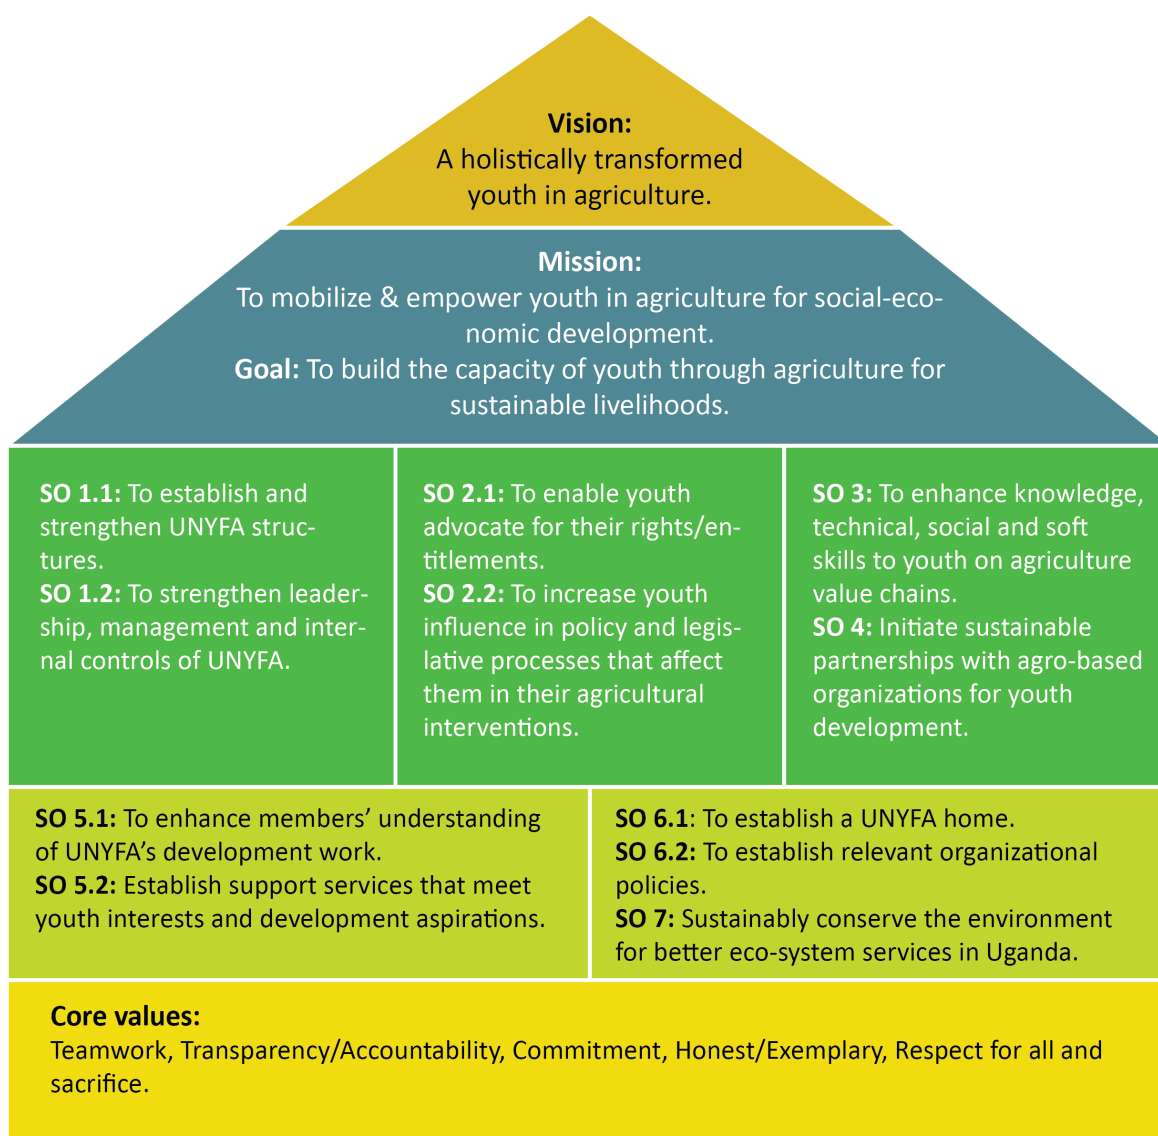 Vision:
A holistically transformed
youth in agriculture.
Mission:
To mobilize & empower youth in agriculture for social-eco-
nomic development.
Goal: To build the capacity of youth through agriculture for
sustainable livelihoods.
SO 1.1: To establish and
strengthen UNYFA struc-
tures.
SO 1.2: To strengthen leader-
ship, management and inter-
nal controls of UNYFA.
SO 2.1: To enable youth
advocate for their rights/en-
titlements.
SO 2.2: To increase youth
influence in policy and legis-
lative processes that affect
them in their agricultural
interventions.
SO 3: To enhance knowledge,
technical, social and soft
skills to youth on agriculture
value chains.
SO 4: Initiate sustainable
partnerships with agro-based
organizations for youth
development.
SO 5.1: To enhance members’ understanding
of UNYFA’s development work.
SO 5.2: Establish support services that meet
youth interests and development aspirations.
SO 6.1: To establish a UNYFA home.
SO 6.2: To establish relevant organizational
policies.
SO 7: Sustainably conserve the environment
for better eco-system services in Uganda.
Core values:
Teamwork, Transparency/Accountability, Commitment, Honest/Exemplary, Respect for all and
sacrifice.